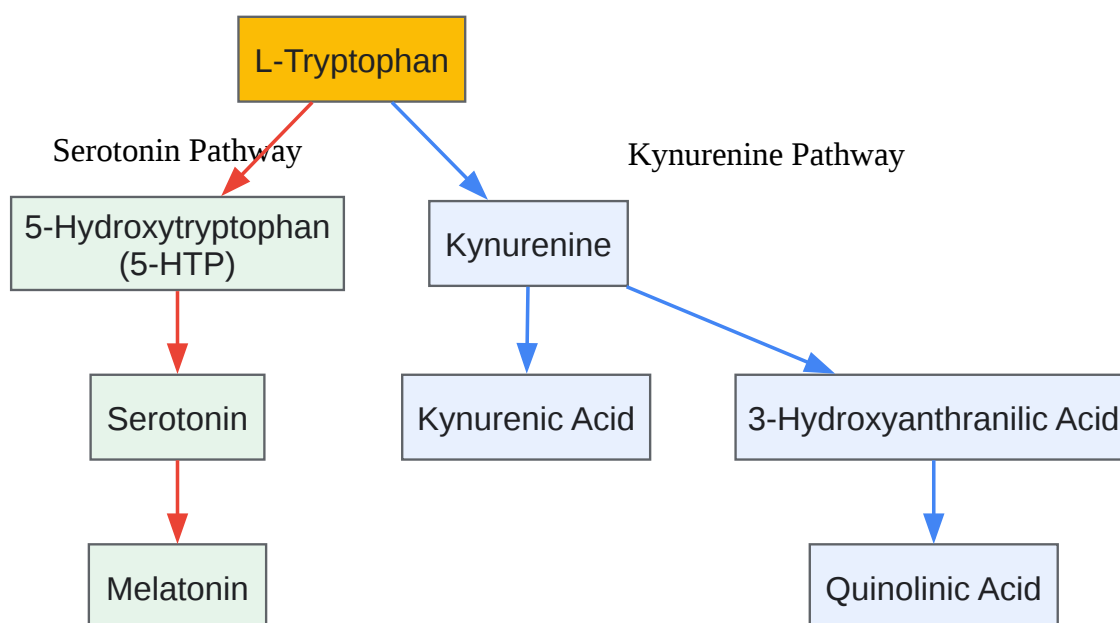 L-Tryptophan
Serotonin Pathway
Kynurenine Pathway
5-Hydroxytryptophan
(5-HTP)
Kynurenine
Serotonin
Kynurenic Acid
3-Hydroxyanthranilic Acid
Melatonin
Quinolinic Acid